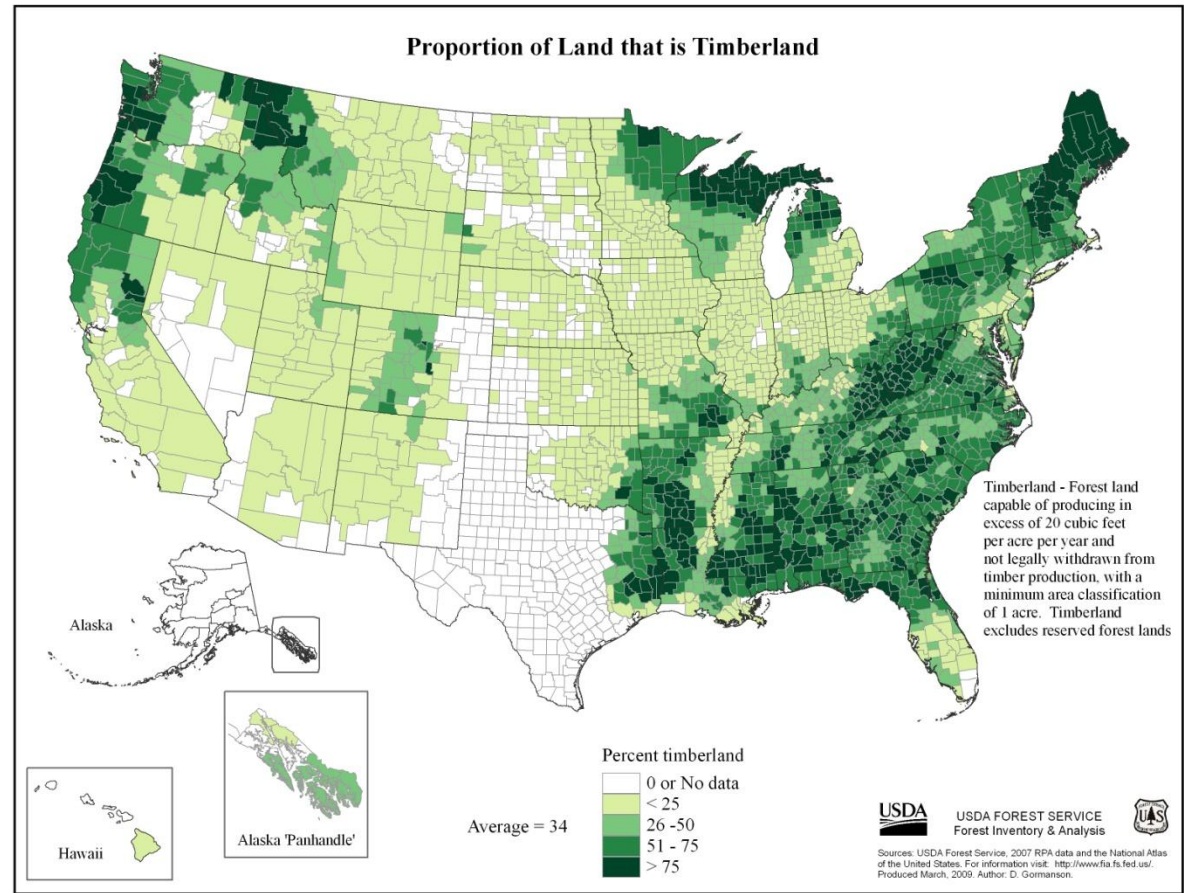 Proportion of Land that is Timberland
Timberland - Forest land
capable of producing in
excess of 20 cubic feet
per acre per year and
not legally withdrawn from
timber production, with a
minimum area classification
of 1 acre.  Timberland
excludes reserved forest lands
Alaska
Alaska 'Panhandle'
Hawaii
Average = 34
Percent timberland
0 or No data
< 25
26 -50
51 - 75
> 75
USDA
USDA FOREST SERVICE
Forest Inventory & Analysis
FOREST SERVICE
U S
Sources: USDA Forest Service, 2007 RPA data and the National Atlas
of the United States. For information visit:  http://www.fia.fs.fed.us/.
Produced March, 2009. Author: D. Gormanson.